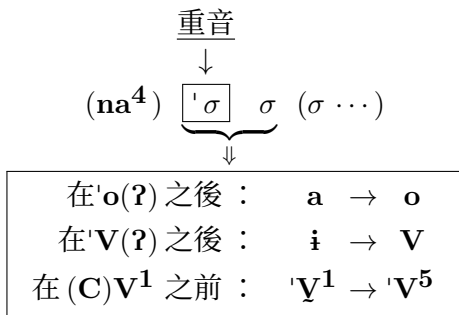 重音
↓
(na⁴) ˈσ σ (σ ⋯)
⇓
在ˈo(ʔ)之後： a → o
在ˈV(ʔ)之後： ɨ → V
在(C)V¹之前： ˈV̰¹ → ˈV⁵